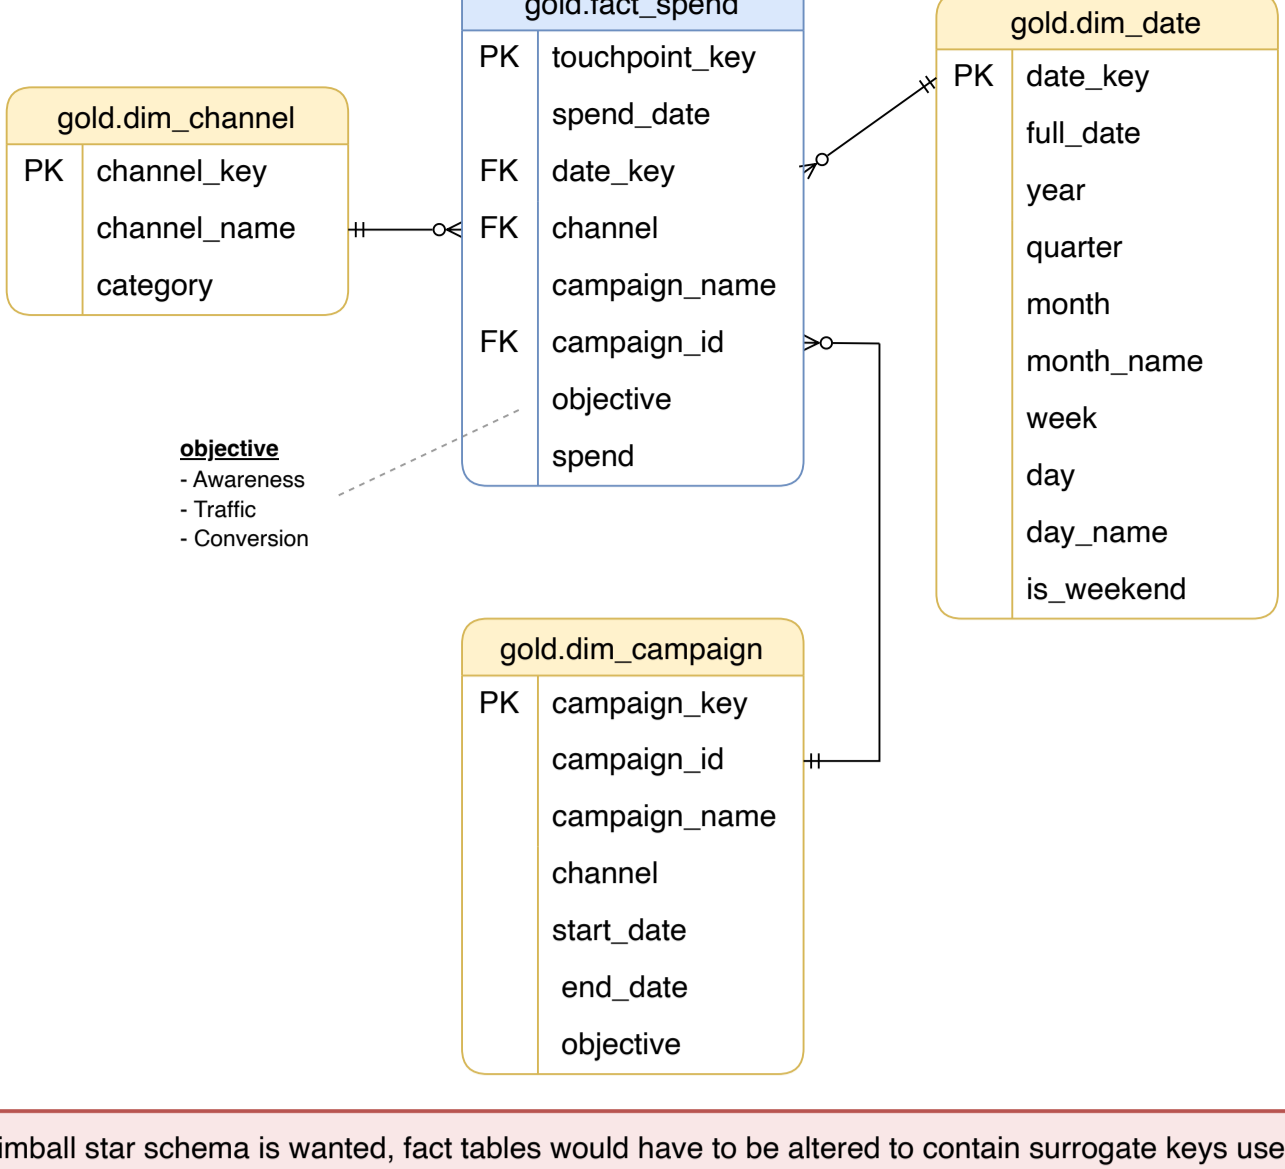 gold.fact_spend
PK touchpoint_key
spend_date
FK date_key
FK channel
campaign_name
FK campaign_id
objective
spend
gold.dim_date
PK date_key
full_date
year
quarter
month
month_name
week
day
day_name
is_weekend
gold.dim_channel
PK channel_key
channel_name
category
objective
- Awareness
- Traffic
- Conversion
gold.dim_campaign
PK campaign_key
campaign_id
campaign_name
channel
start_date
end_date
objective
imball star schema is wanted, fact tables would have to be altered to contain surrogate keys use